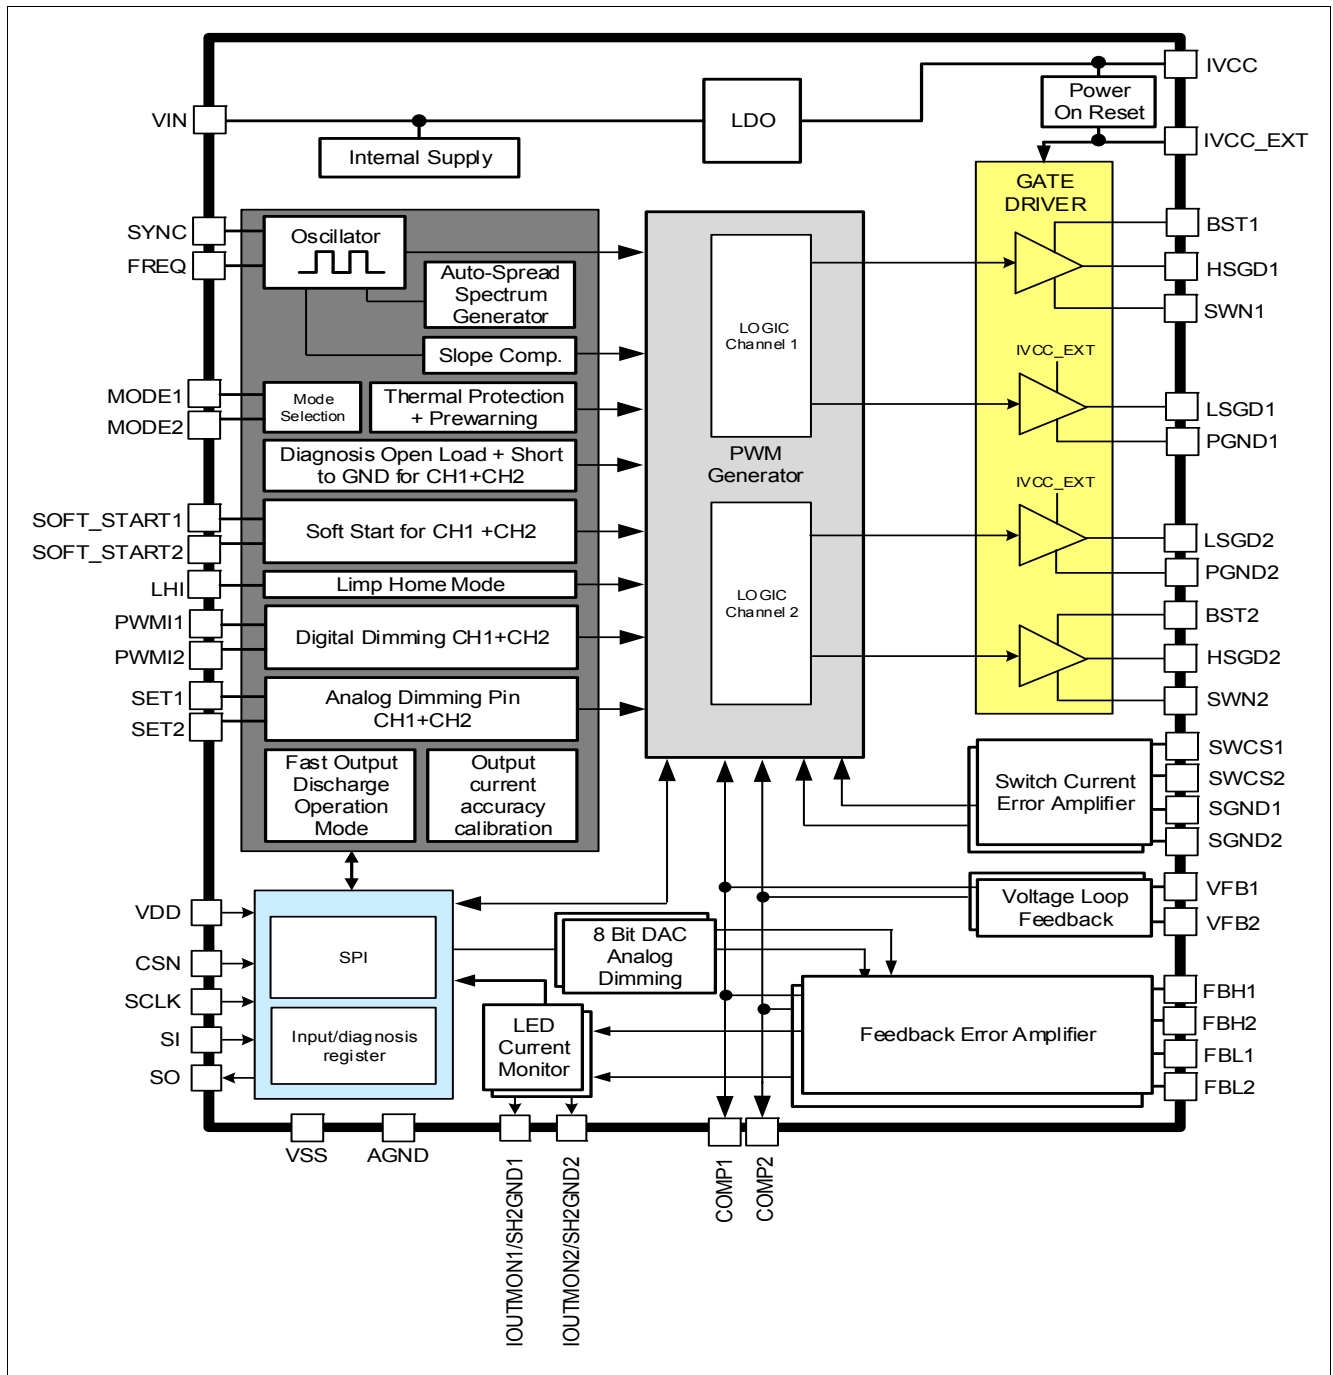 IVCC
VIN
LDO
Power
On Reset
Internal Supply
IVCC_EXT
GATE
DRIVER
SYNC
FREQ
Oscillator
Auto-Spread
Spectrum
Generator
Slope Comp.
LOGIC
Channel 1
BST1
HSGD1
SWN1
MODE1
MODE2
Mode
Selection
Thermal Protection
+ Prewarning
IVCC_EXT
LSGD1
PGND1
Diagnosis Open Load + Short
to GND for CH1+CH2
PWM
Generator
IVCC_EXT
SOFT_START1
SOFT_START2
Soft Start for CH1 +CH2
LSGD2
PGND2
LHI
Limp Home Mode
LOGIC
Channel 2
PWMI1
PWMI2
Digital Dimming CH1+CH2
BST2
HSGD2
SWN2
SET1
SET2
Analog Dimming Pin
CH1+CH2
Fast Output
Discharge
Operation
Mode
Output
current
accuracy
calibration
Switch Current
Error Amplifier
SWCS1
SWCS2
SGND1
SGND2
Voltage Loop
Feedback
VFB1
VFB2
VDD
CSN
SCLK
SI
SO
SPI
Input/diagnosis
register
8 Bit DAC
Analog
Dimming
LED
Current
Monitor
Feedback Error Amplifier
FBH1
FBH2
FBL1
FBL2
VSS
AGND
IOUTMON1/SH2GND1
IOUTMON2/SH2GND2
COMP1
COMP2